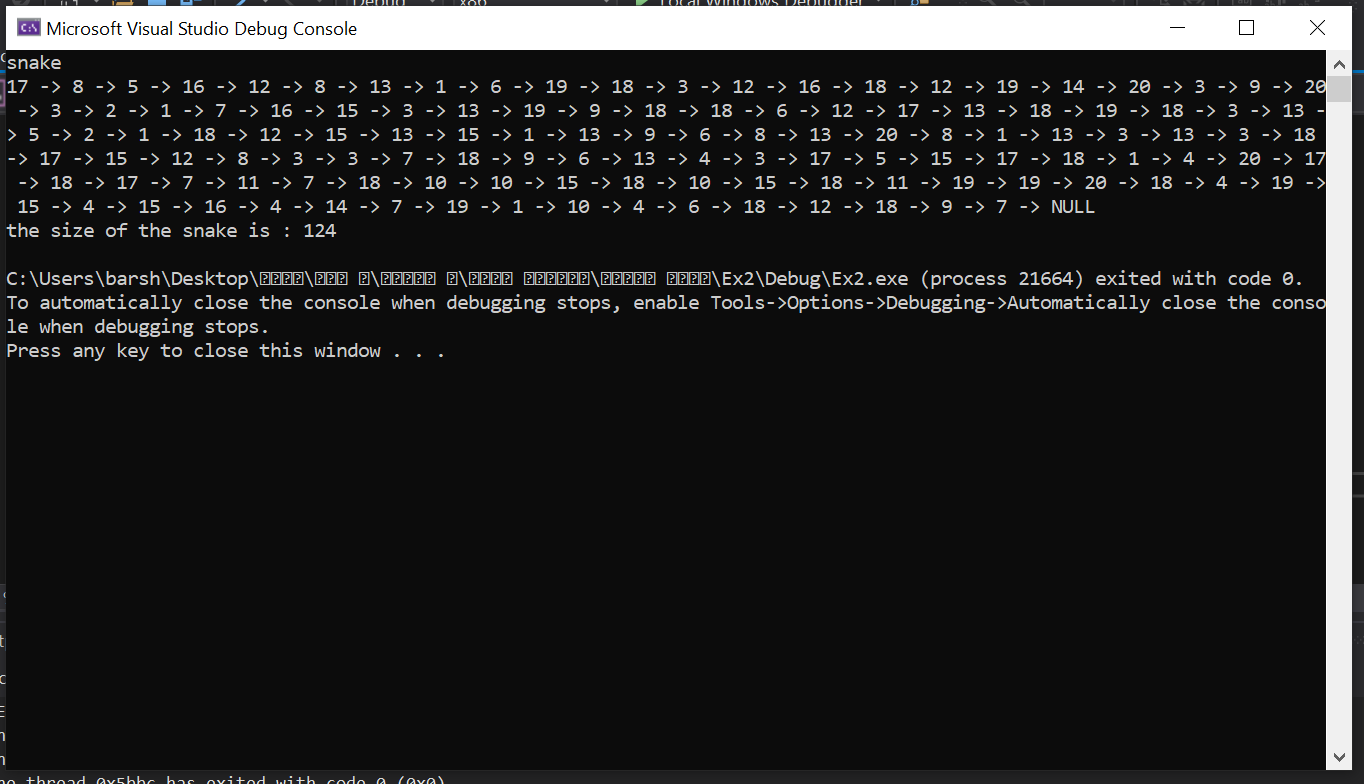 Microsoft Visual Studio Debug Console
snake
17 -> 8 -> 5 -> 16 -> 12 -> 8 -> 13 -> 1 -> 6 -> 19 -> 18 -> 3 -> 12 -> 16 -> 18 -> 12 -> 19 -> 14 -> 20 -> 3 -> 9 -> 20
-> 3 -> 2 -> 1 -> 7 -> 16 -> 15 -> 3 -> 13 -> 19 -> 9 -> 18 -> 18 -> 6 -> 12 -> 17 -> 13 -> 18 -> 19 -> 18 -> 3 -> 13 -
> 5 -> 2 -> 1 -> 18 -> 12 -> 15 -> 13 -> 15 -> 1 -> 13 -> 9 -> 6 -> 8 -> 13 -> 20 -> 8 -> 1 -> 13 -> 3 -> 13 -> 3 -> 18
-> 17 -> 15 -> 12 -> 8 -> 3 -> 3 -> 7 -> 18 -> 9 -> 6 -> 13 -> 4 -> 3 -> 17 -> 5 -> 15 -> 17 -> 18 -> 1 -> 4 -> 20 -> 17
-> 18 -> 17 -> 7 -> 11 -> 7 -> 18 -> 10 -> 10 -> 15 -> 18 -> 10 -> 15 -> 18 -> 11 -> 19 -> 19 -> 20 -> 18 -> 4 -> 19 ->
15 -> 4 -> 15 -> 16 -> 4 -> 14 -> 7 -> 19 -> 1 -> 10 -> 4 -> 6 -> 18 -> 12 -> 18 -> 9 -> 7 -> NULL
the size of the snake is : 124
C:\Users\barsh\Desktop\\Ex2\Debug\Ex2.exe (process 21664) exited with code 0.
To automatically close the console when debugging stops, enable Tools->Options->Debugging->Automatically close the conso
le when debugging stops.
Press any key to close this window . . .
thread 0x5bbc has exited with code 0 (0x0)